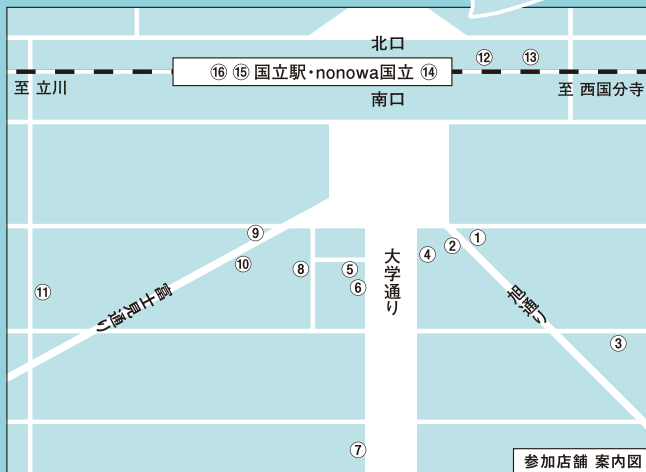 北口
⑫ ⑬
⑯ ⑮ 国立駅・nonowa国立 ⑭
至 立川
至 西国分寺
南口
⑨
①
②
④
⑩
⑧
⑤
⑥
大学通り
⑪
富士見通り
旭通り
③
⑦
参加店舗 案内図